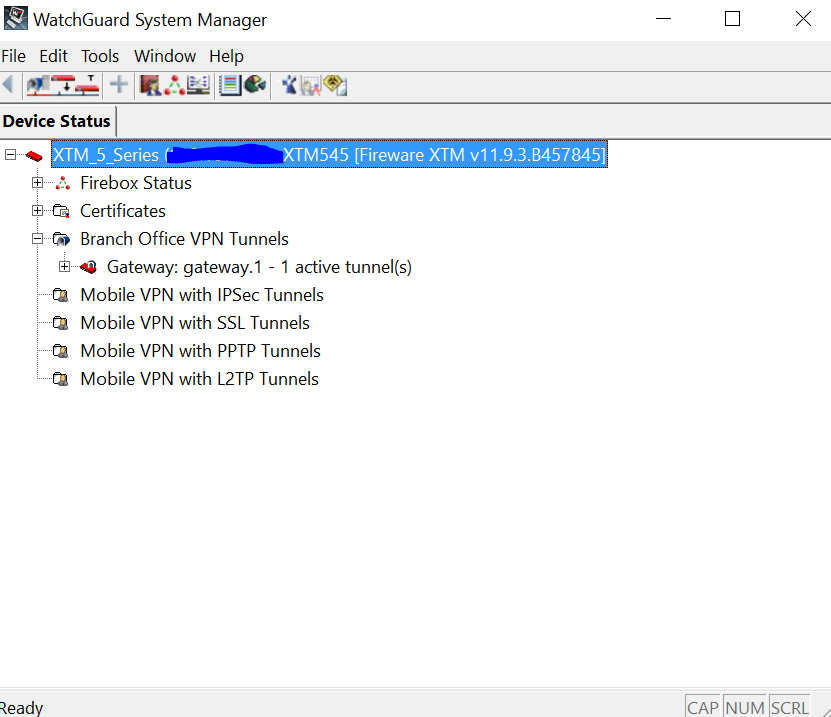 WatchGuard System Manager
File Edit Tools Window Help
Device Status
XTM_5_Series ( XTM545 [Fireware XTM v11.9.3.B457845]
Firebox Status
Certificates
Branch Office VPN Tunnels
Gateway: gateway.1 - 1 active tunnel(s)
Mobile VPN with IPSec Tunnels
Mobile VPN with SSL Tunnels
Mobile VPN with PPTP Tunnels
Mobile VPN with L2TP Tunnels
Ready CAP NUM SCRL